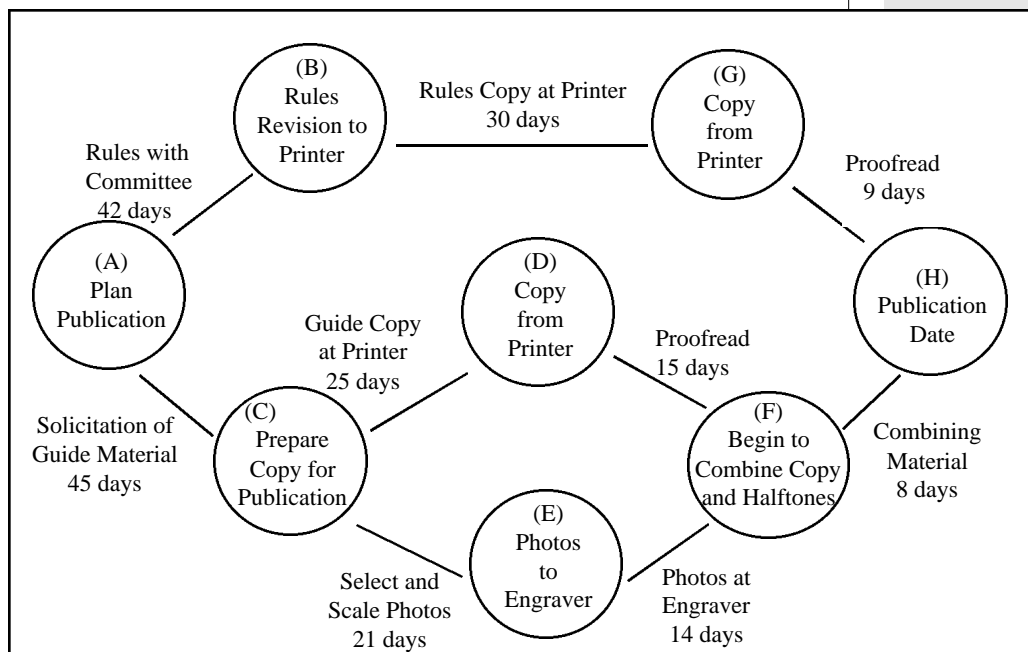 (B)
Rules
Revision to
Printer
Rules Copy at Printer
30 days
(G)
Copy
from
Printer
Rules with
Committee
42 days
Proofread
9 days
(A)
Plan
Publication
(D)
Copy
from
Printer
(H)
Publication
Date
Guide Copy
at Printer
25 days
Proofread
15 days
Solicitation of
Guide Material
45 days
(C)
Prepare
Copy for
Publication
(F)
Begin to
Combine Copy
and Halftones
Combining
Material
8 days
(E)
Photos
to
Engraver
Select and
Scale Photos
21 days
Photos at
Engraver
14 days